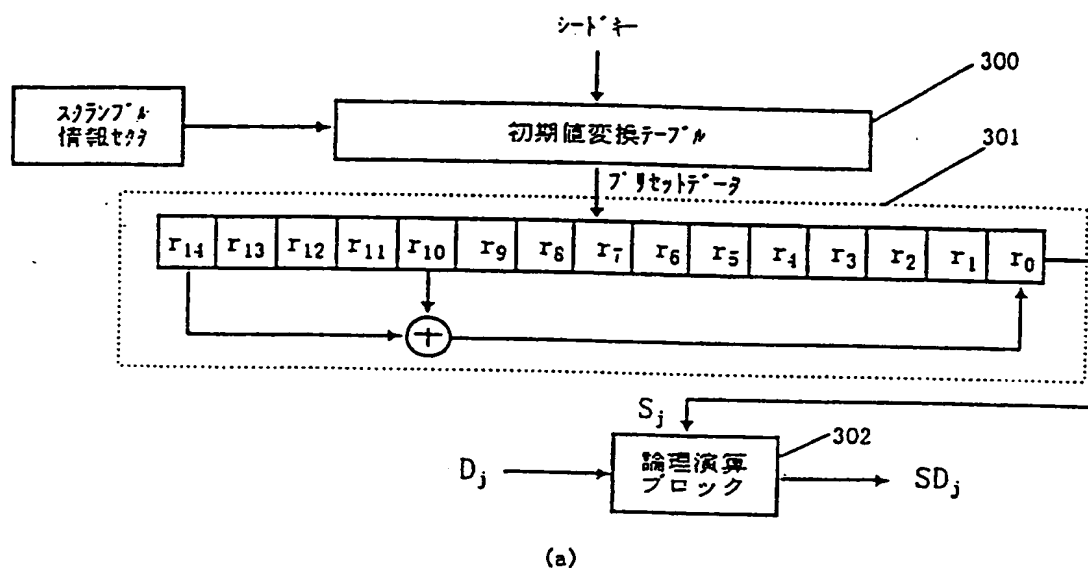 シードキー
300
スクランブル
情報セクタ
初期値変換テーブル
301
プリセットデータ
r14 r13 r12 r11 r10 r9 r8 r7 r6 r5 r4 r3 r2 r1 r0
+
Sj
302
Dj
論理演算
ブロック
SDj
(a)